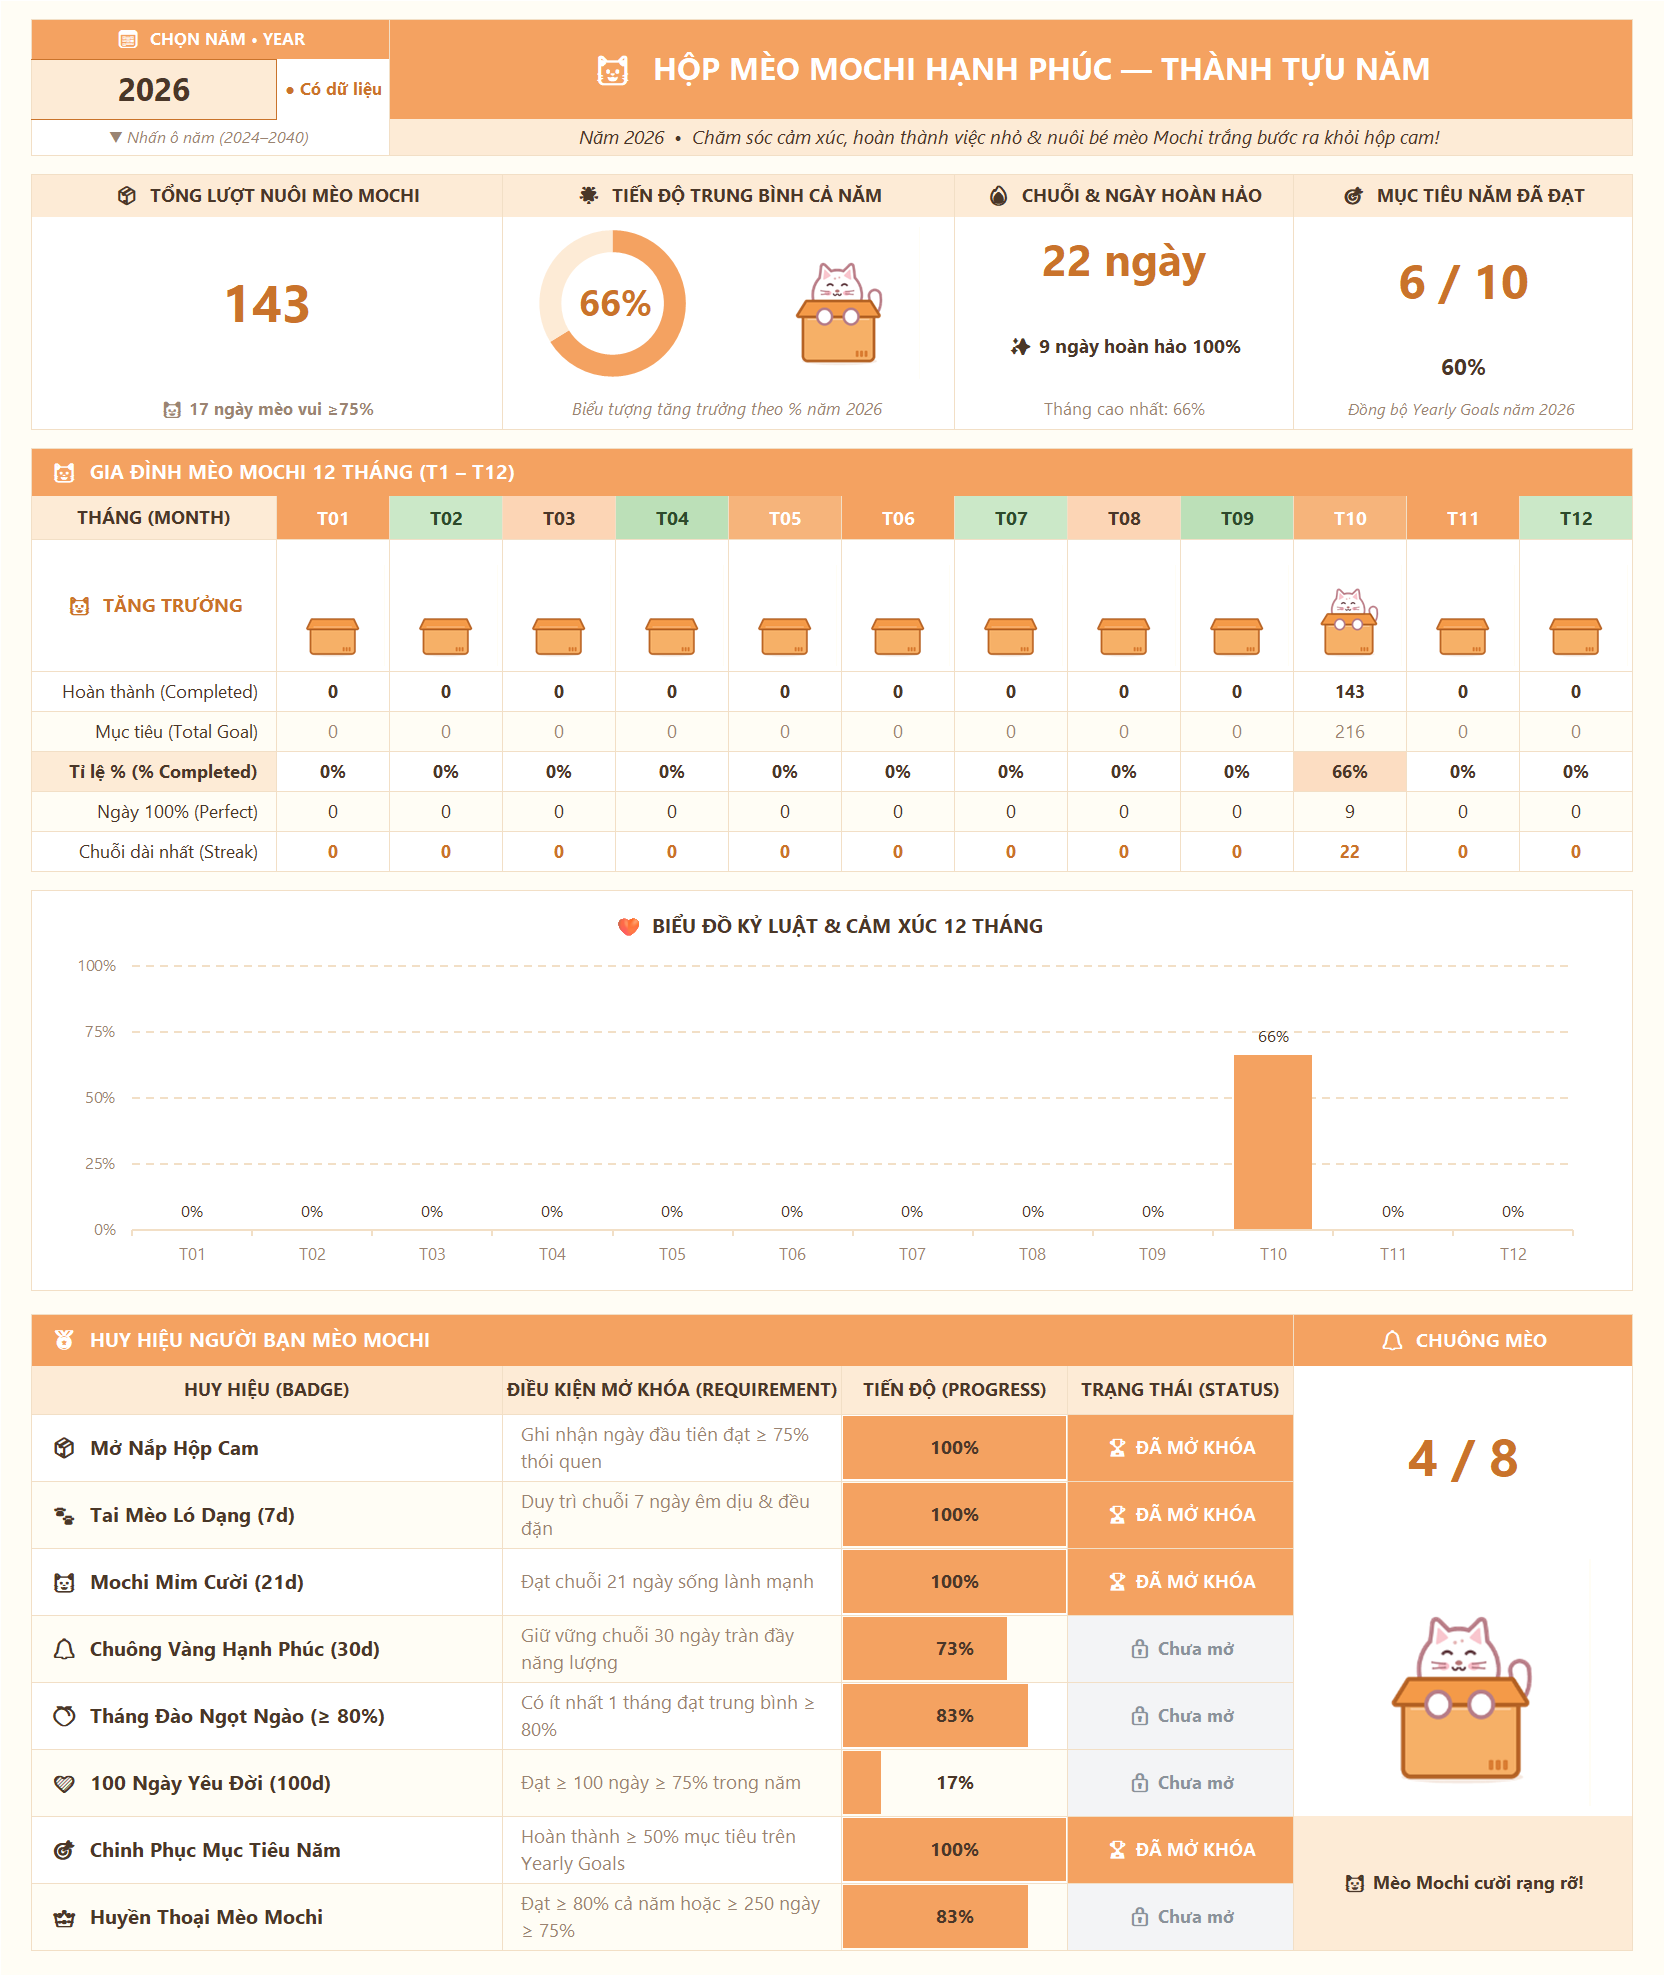 CHỌN NĂM • YEAR
2026
● Có dữ liệu
▼ Nhấn ô năm (2024–2040)
HỘP MÈO MOCHI HẠNH PHÚC — THÀNH TỰU NĂM
Năm 2026 • Chăm sóc cảm xúc, hoàn thành việc nhỏ & nuôi bé mèo Mochi trắng bước ra khỏi hộp cam!
TỔNG LƯỢT NUÔI MÈO MOCHI
143
17 ngày mèo vui ≥75%
TIẾN ĐỘ TRUNG BÌNH CẢ NĂM
66%
Biểu tượng tăng trưởng theo % năm 2026
CHUỖI & NGÀY HOÀN HẢO
22 ngày
9 ngày hoàn hảo 100%
Tháng cao nhất: 66%
MỤC TIÊU NĂM ĐÃ ĐẠT
6 / 10
60%
Đồng bộ Yearly Goals năm 2026
GIA ĐÌNH MÈO MOCHI 12 THÁNG (T1 – T12)
THÁNG (MONTH) T01 T02 T03 T04 T05 T06 T07 T08 T09 T10 T11 T12
TĂNG TRƯỞNG
Hoàn thành (Completed) 0 0 0 0 0 0 0 0 0 143 0 0
Mục tiêu (Total Goal) 0 0 0 0 0 0 0 0 0 216 0 0
Tỉ lệ % (% Completed) 0% 0% 0% 0% 0% 0% 0% 0% 0% 66% 0% 0%
Ngày 100% (Perfect) 0 0 0 0 0 0 0 0 0 9 0 0
Chuỗi dài nhất (Streak) 0 0 0 0 0 0 0 0 0 22 0 0
BIỂU ĐỒ KỶ LUẬT & CẢM XÚC 12 THÁNG
100%
75%
66%
50%
25%
0% 0% 0% 0% 0% 0% 0% 0% 0% 0% 0%
0%
T01 T02 T03 T04 T05 T06 T07 T08 T09 T10 T11 T12
HUY HIỆU NGƯỜI BẠN MÈO MOCHI
CHUÔNG MÈO
HUY HIỆU (BADGE) ĐIỀU KIỆN MỞ KHÓA (REQUIREMENT) TIẾN ĐỘ (PROGRESS) TRẠNG THÁI (STATUS)
Mở Nắp Hộp Cam
Ghi nhận ngày đầu tiên đạt ≥ 75%
thói quen
100%
ĐÃ MỞ KHÓA
Tai Mèo Ló Dạng (7d)
Duy trì chuỗi 7 ngày êm dịu & đều
đặn
100%
ĐÃ MỞ KHÓA
Mochi Mỉm Cười (21d)
Đạt chuỗi 21 ngày sống lành mạnh
100%
ĐÃ MỞ KHÓA
Chuông Vàng Hạnh Phúc (30d)
Giữ vững chuỗi 30 ngày tràn đầy
năng lượng
73%
Chưa mở
Tháng Đào Ngọt Ngào (≥ 80%)
Có ít nhất 1 tháng đạt trung bình ≥
80%
83%
Chưa mở
100 Ngày Yêu Đời (100d)
Đạt ≥ 100 ngày ≥ 75% trong năm
17%
Chưa mở
Chinh Phục Mục Tiêu Năm
Hoàn thành ≥ 50% mục tiêu trên
Yearly Goals
100%
ĐÃ MỞ KHÓA
Huyền Thoại Mèo Mochi
Đạt ≥ 80% cả năm hoặc ≥ 250 ngày
≥ 75%
83%
Chưa mở
4 / 8
Mèo Mochi cười rạng rỡ!